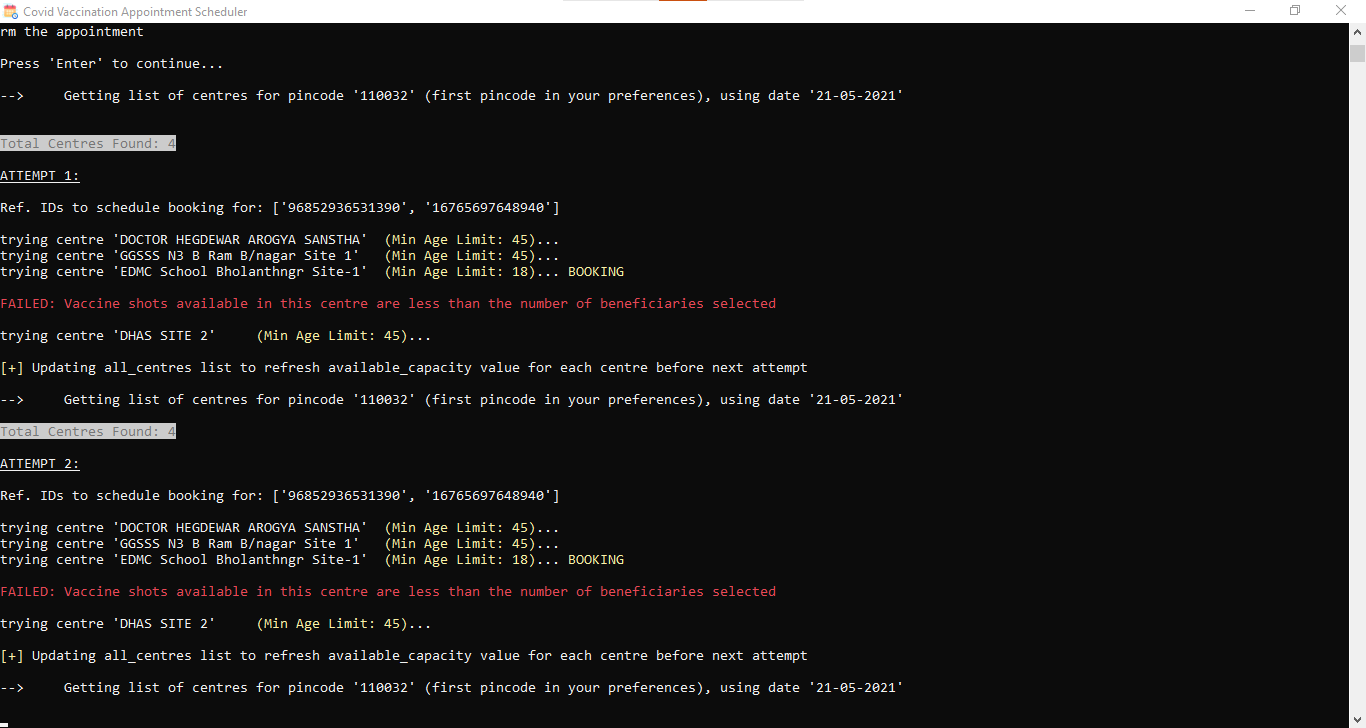 Covid Vaccination Appointment Scheduler
rm the appointment
Press 'Enter' to continue...
-->     Getting list of centres for pincode '110032' (first pincode in your preferences), using date '21-05-2021'
Total Centres Found: 4
ATTEMPT 1:
Ref. IDs to schedule booking for: ['96852936531390', '16765697648940']
trying centre 'DOCTOR HEGDEWAR AROGYA SANSTHA'  (Min Age Limit: 45)...
trying centre 'GGSSS N3 B Ram B/nagar Site 1'   (Min Age Limit: 45)...
trying centre 'EDMC School Bholanthngr Site-1'  (Min Age Limit: 18)... BOOKING
FAILED: Vaccine shots available in this centre are less than the number of beneficiaries selected
trying centre 'DHAS SITE 2'     (Min Age Limit: 45)...
[+] Updating all_centres list to refresh available_capacity value for each centre before next attempt
-->     Getting list of centres for pincode '110032' (first pincode in your preferences), using date '21-05-2021'
Total Centres Found: 4
ATTEMPT 2:
Ref. IDs to schedule booking for: ['96852936531390', '16765697648940']
trying centre 'DOCTOR HEGDEWAR AROGYA SANSTHA'  (Min Age Limit: 45)...
trying centre 'GGSSS N3 B Ram B/nagar Site 1'   (Min Age Limit: 45)...
trying centre 'EDMC School Bholanthngr Site-1'  (Min Age Limit: 18)... BOOKING
FAILED: Vaccine shots available in this centre are less than the number of beneficiaries selected
trying centre 'DHAS SITE 2'     (Min Age Limit: 45)...
[+] Updating all_centres list to refresh available_capacity value for each centre before next attempt
-->     Getting list of centres for pincode '110032' (first pincode in your preferences), using date '21-05-2021'